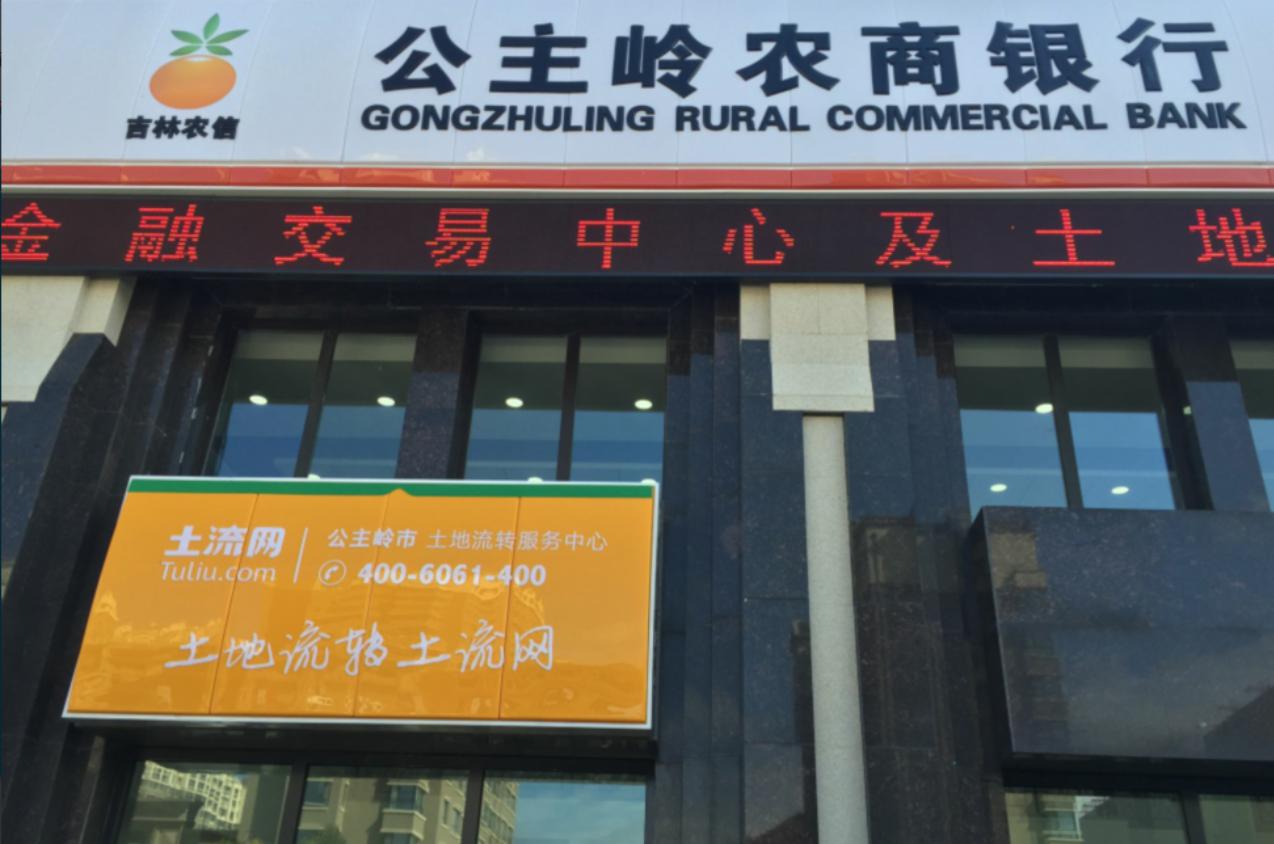 公主岭农商银行
吉林农信
GONGZHULING RURAL COMMERCIAL BANK
金融交易中心及土地
土流网
公主岭市 土地流转服务中心
Tuliu.com
400-6061-400
土地流转土流网